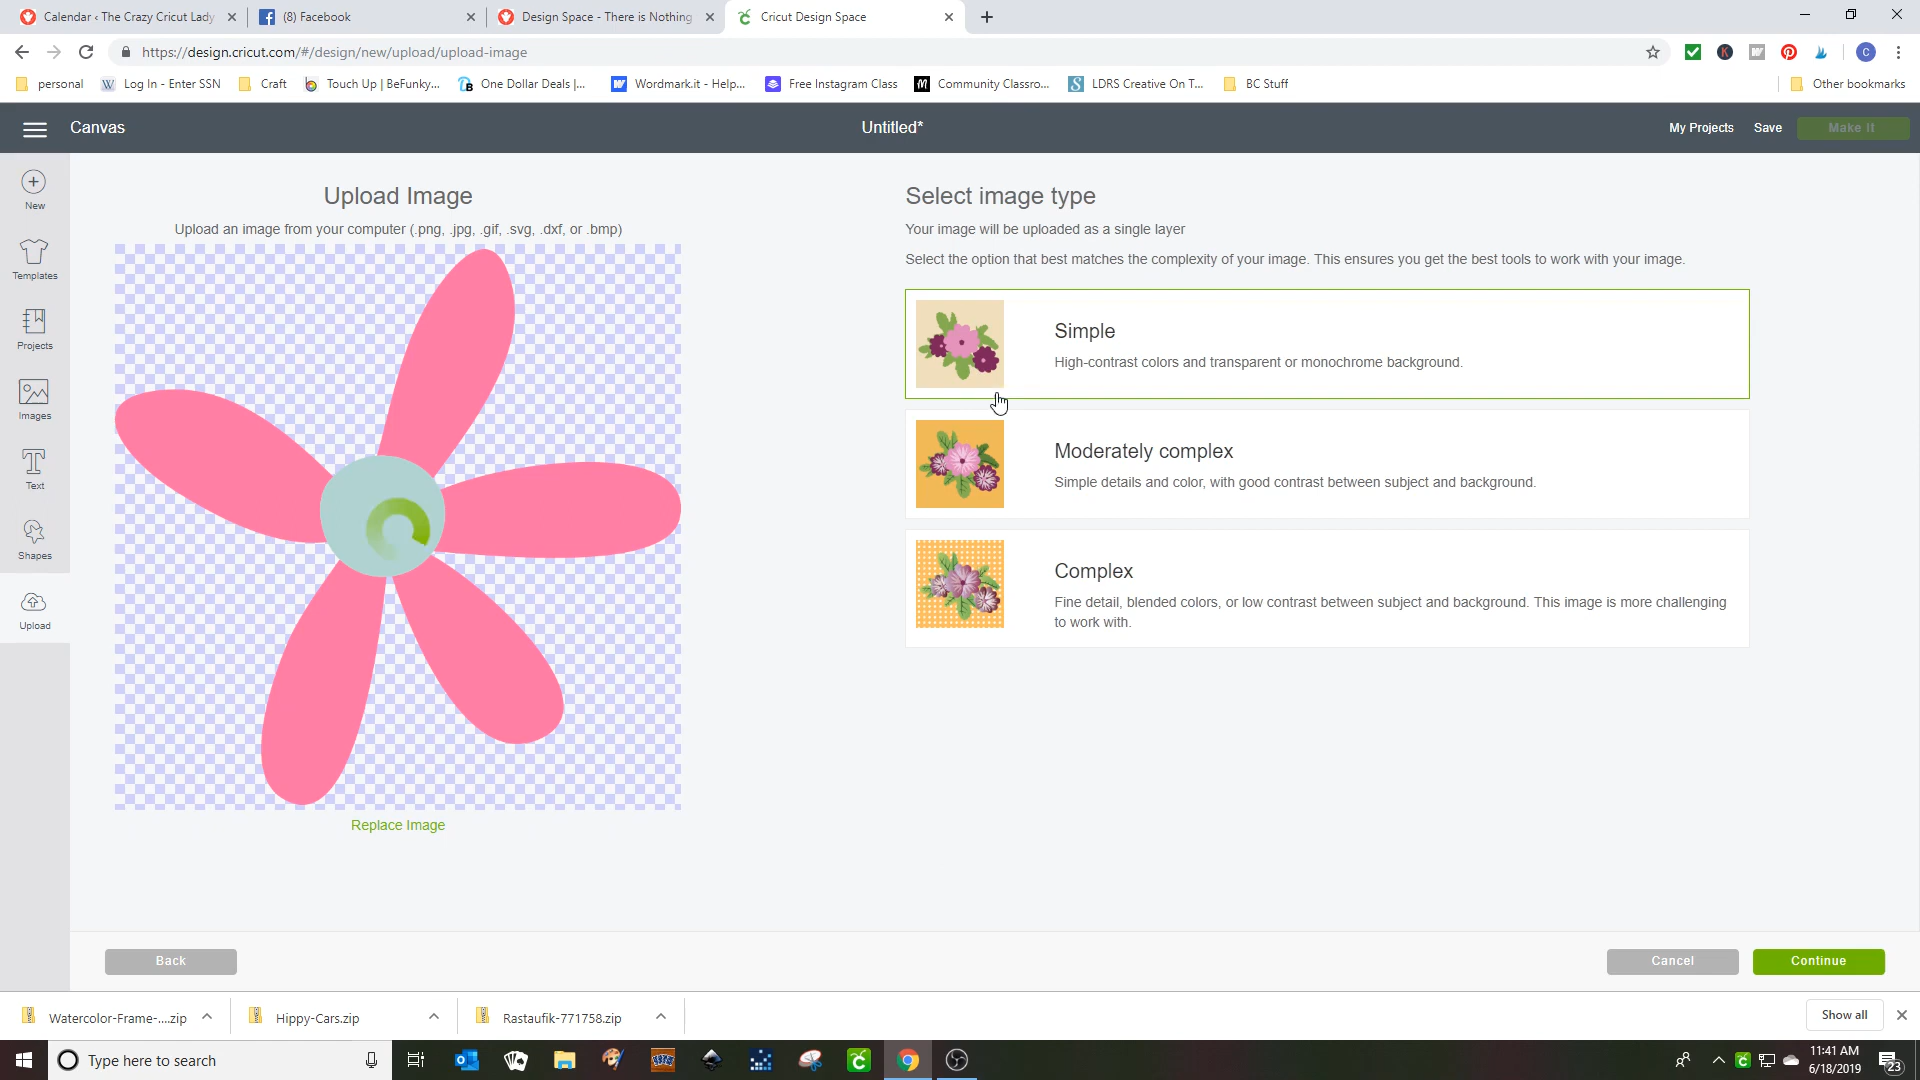 Calendar ‹ The Crazy Cricut Lady
(8) Facebook
Design Space - There is Nothing
Cricut Design Space
https://design.cricut.com/#/design/new/upload/upload-image
personal
Log In - Enter SSN
Craft
Touch Up | BeFunky...
One Dollar Deals |...
Wordmark.it - Help...
Free Instagram Class
Community Classro...
LDRS Creative On T...
BC Stuff
Other bookmarks
Canvas
Untitled*
My Projects
Save
Make It
New
Templates
Projects
Images
Text
Shapes
Upload
Upload Image
Upload an image from your computer (.png, .jpg, .gif, .svg, .dxf, or .bmp)
Replace Image
Select image type
Your image will be uploaded as a single layer
Select the option that best matches the complexity of your image. This ensures you get the best tools to work with your image.
Simple
High-contrast colors and transparent or monochrome background.
Moderately complex
Simple details and color, with good contrast between subject and background.
Complex
Fine detail, blended colors, or low contrast between subject and background. This image is more challenging
to work with.
Back
Cancel
Continue
Watercolor-Frame-....zip
Hippy-Cars.zip
Rastaufik-771758.zip
Show all
Type here to search
11:41 AM
6/18/2019
23